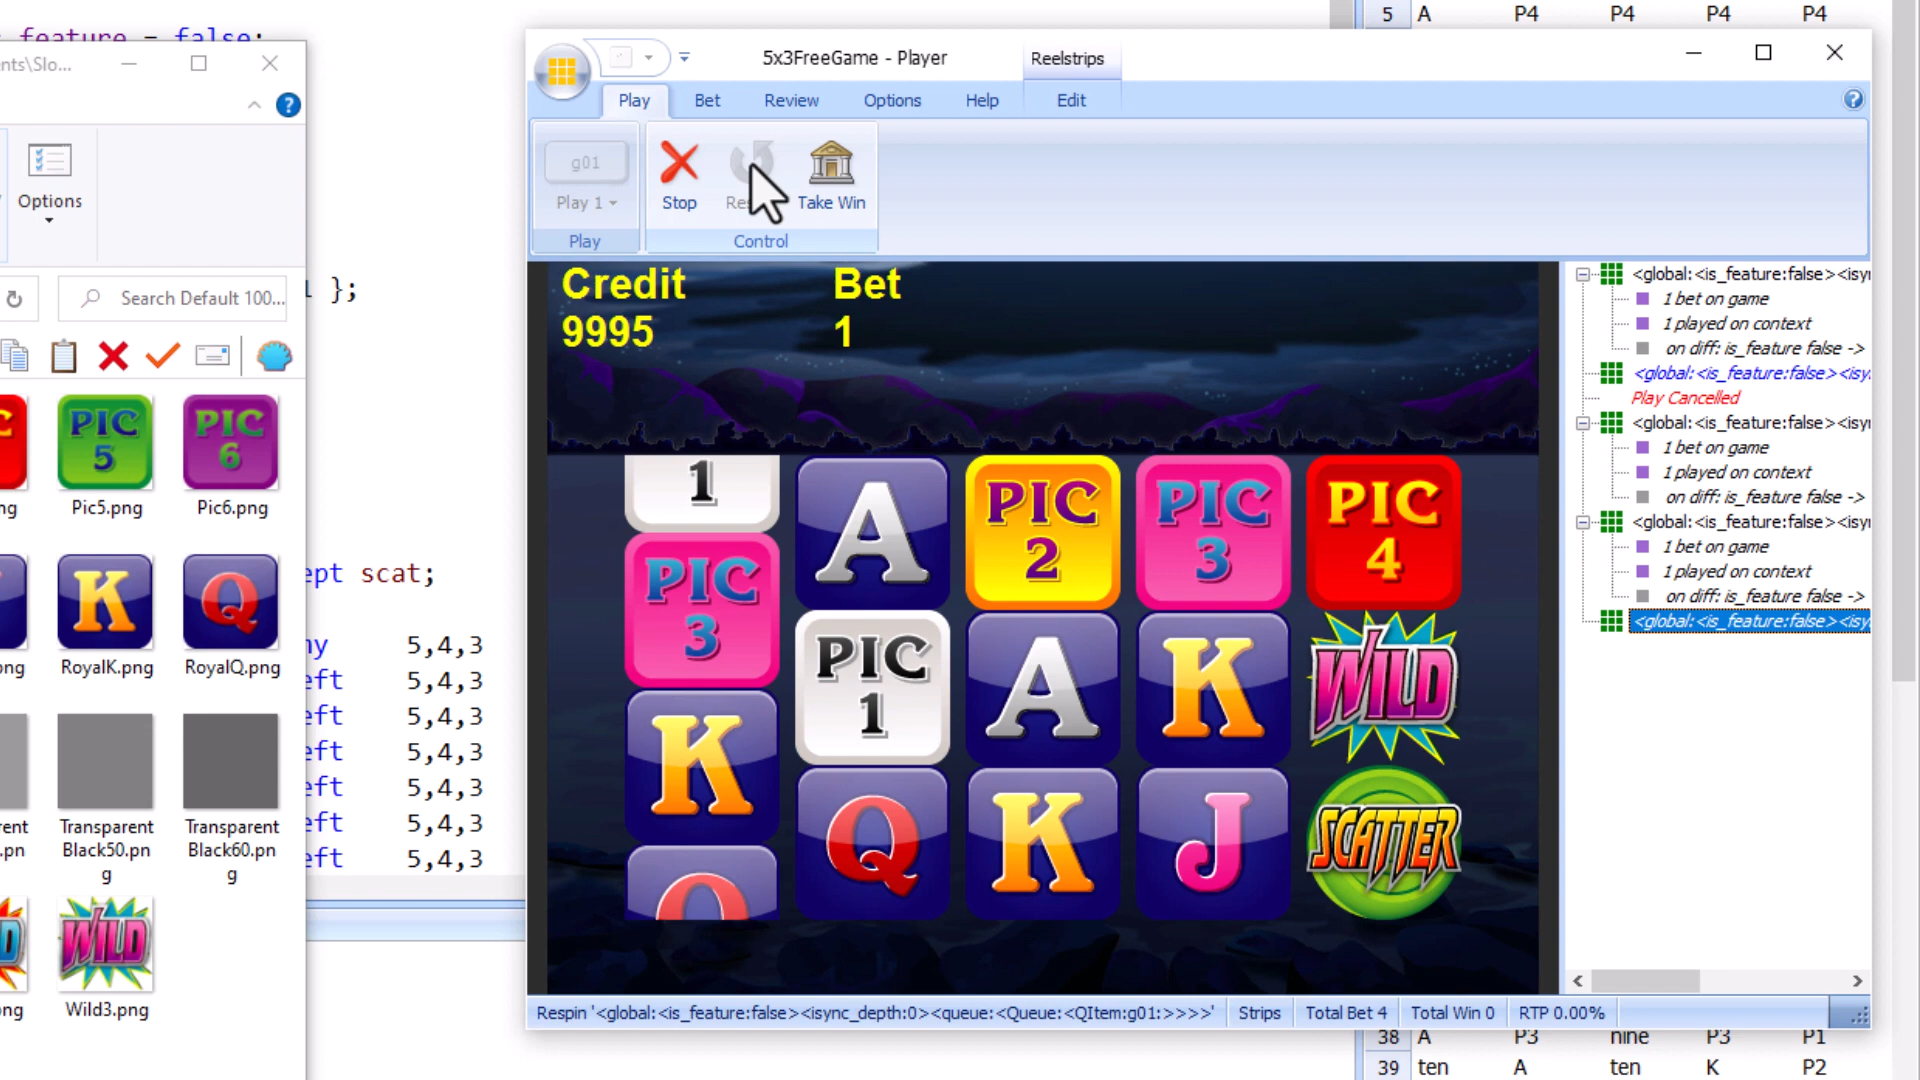 5 A P4 P4 P4 P4
feature = false;
nts\Slo...
Options
Search Default 100...
};
Pic5.png
Pic6.png
PIC 5
PIC 6
K
Q
RoyalK.png
RoyalQ.png
ept scat;
ny 5,4,3
eft 5,4,3
eft 5,4,3
eft 5,4,3
eft 5,4,3
eft 5,4,3
eft 5,4,3
Transparent
Black50.pn
g
Transparent
Black60.pn
g
WILD
Wild3.png
5x3FreeGame - Player
Reelstrips
Play Bet Review Options Help Edit
g01
Play 1
Stop
Take Win
Play
Control
Credit Bet
9995 1
1
A
PIC 2
PIC 3
PIC 4
PIC 3
PIC 1
A
K
WILD
K
Q
K
J
SCATTER
Q
<global:<is_feature:false><isy
1 bet on game
1 played on context
on diff: is_feature false ->
<global:<is_feature:false><isy
Play Cancelled
<global:<is_feature:false><isy
1 bet on game
1 played on context
on diff: is_feature false ->
<global:<is_feature:false><isy
1 bet on game
1 played on context
on diff: is_feature false ->
<global:<is_feature:false><isy
Respin '<global:<is_feature:false><isync_depth:0><queue:<Queue:<QItem:g01:>>>>' Strips Total Bet 4 Total Win 0 RTP 0.00%
38 A P3 nine P3 P1
39 ten A ten K P2